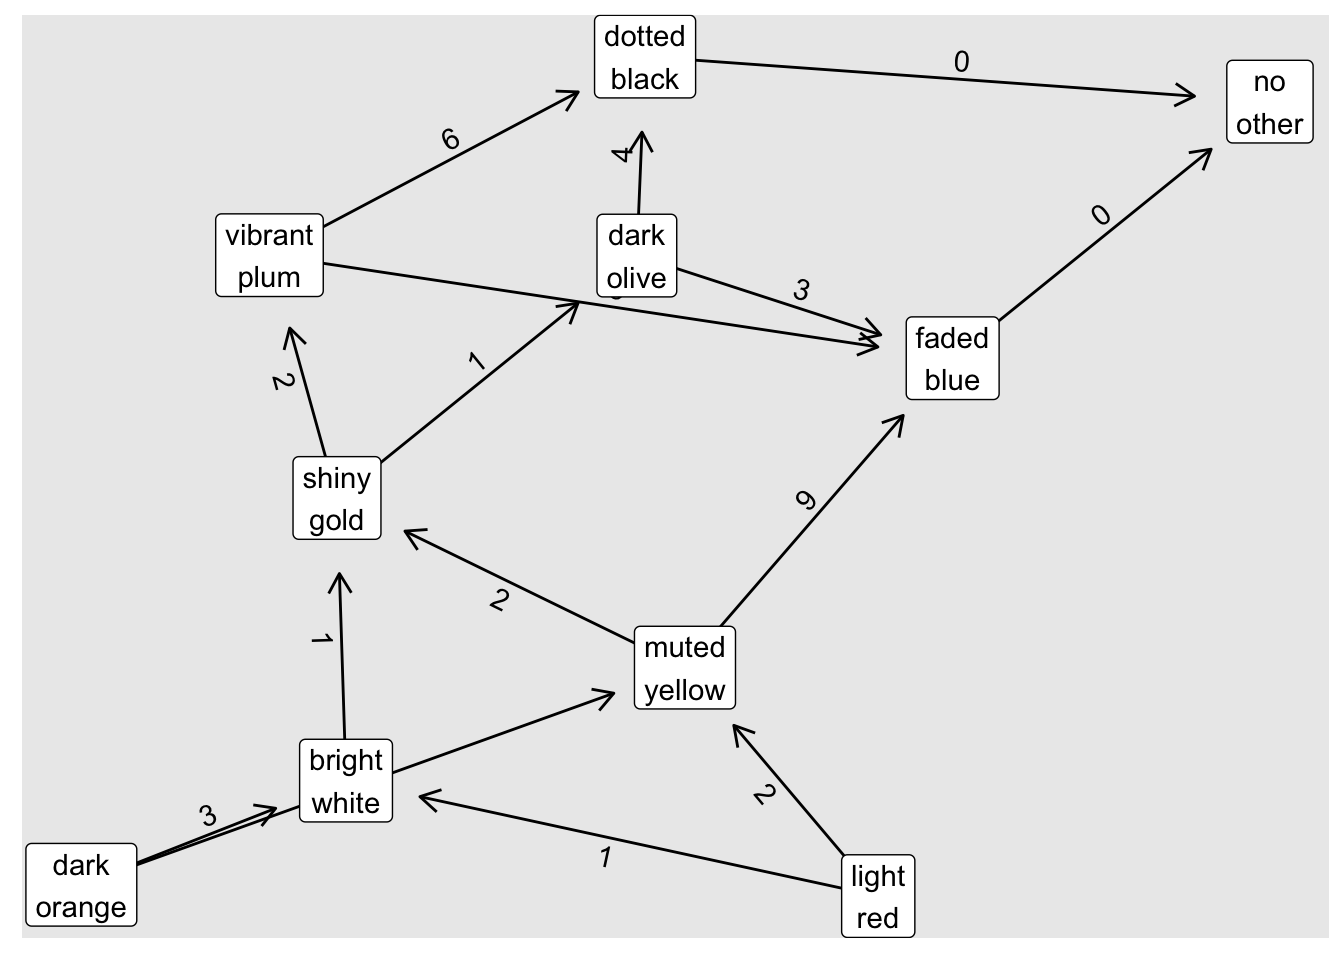 dotted
black
0
no
other
6
4
vibrant
plum
dark
olive
0
3
faded
blue
1
2
shiny
gold
9
2
1
muted
yellow
bright
white
2
3
1
dark
orange
light
red